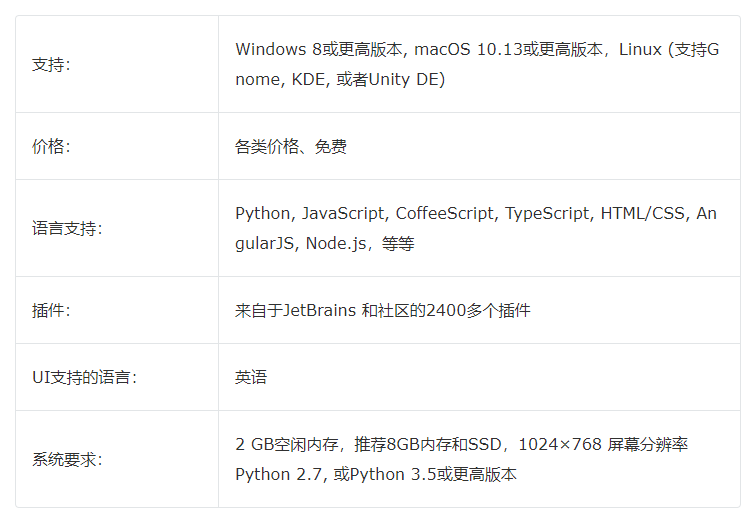 支持：
Windows 8或更高版本, macOS 10.13或更高版本，Linux (支持G
nome, KDE, 或者Unity DE)
价格：
各类价格、免费
语言支持：
Python, JavaScript, CoffeeScript, TypeScript, HTML/CSS, An
gularJS, Node.js，等等
插件：
来自于JetBrains 和社区的2400多个插件
UI支持的语言：
英语
系统要求：
2 GB空闲内存，推荐8GB内存和SSD，1024×768 屏幕分辨率
Python 2.7, 或Python 3.5或更高版本